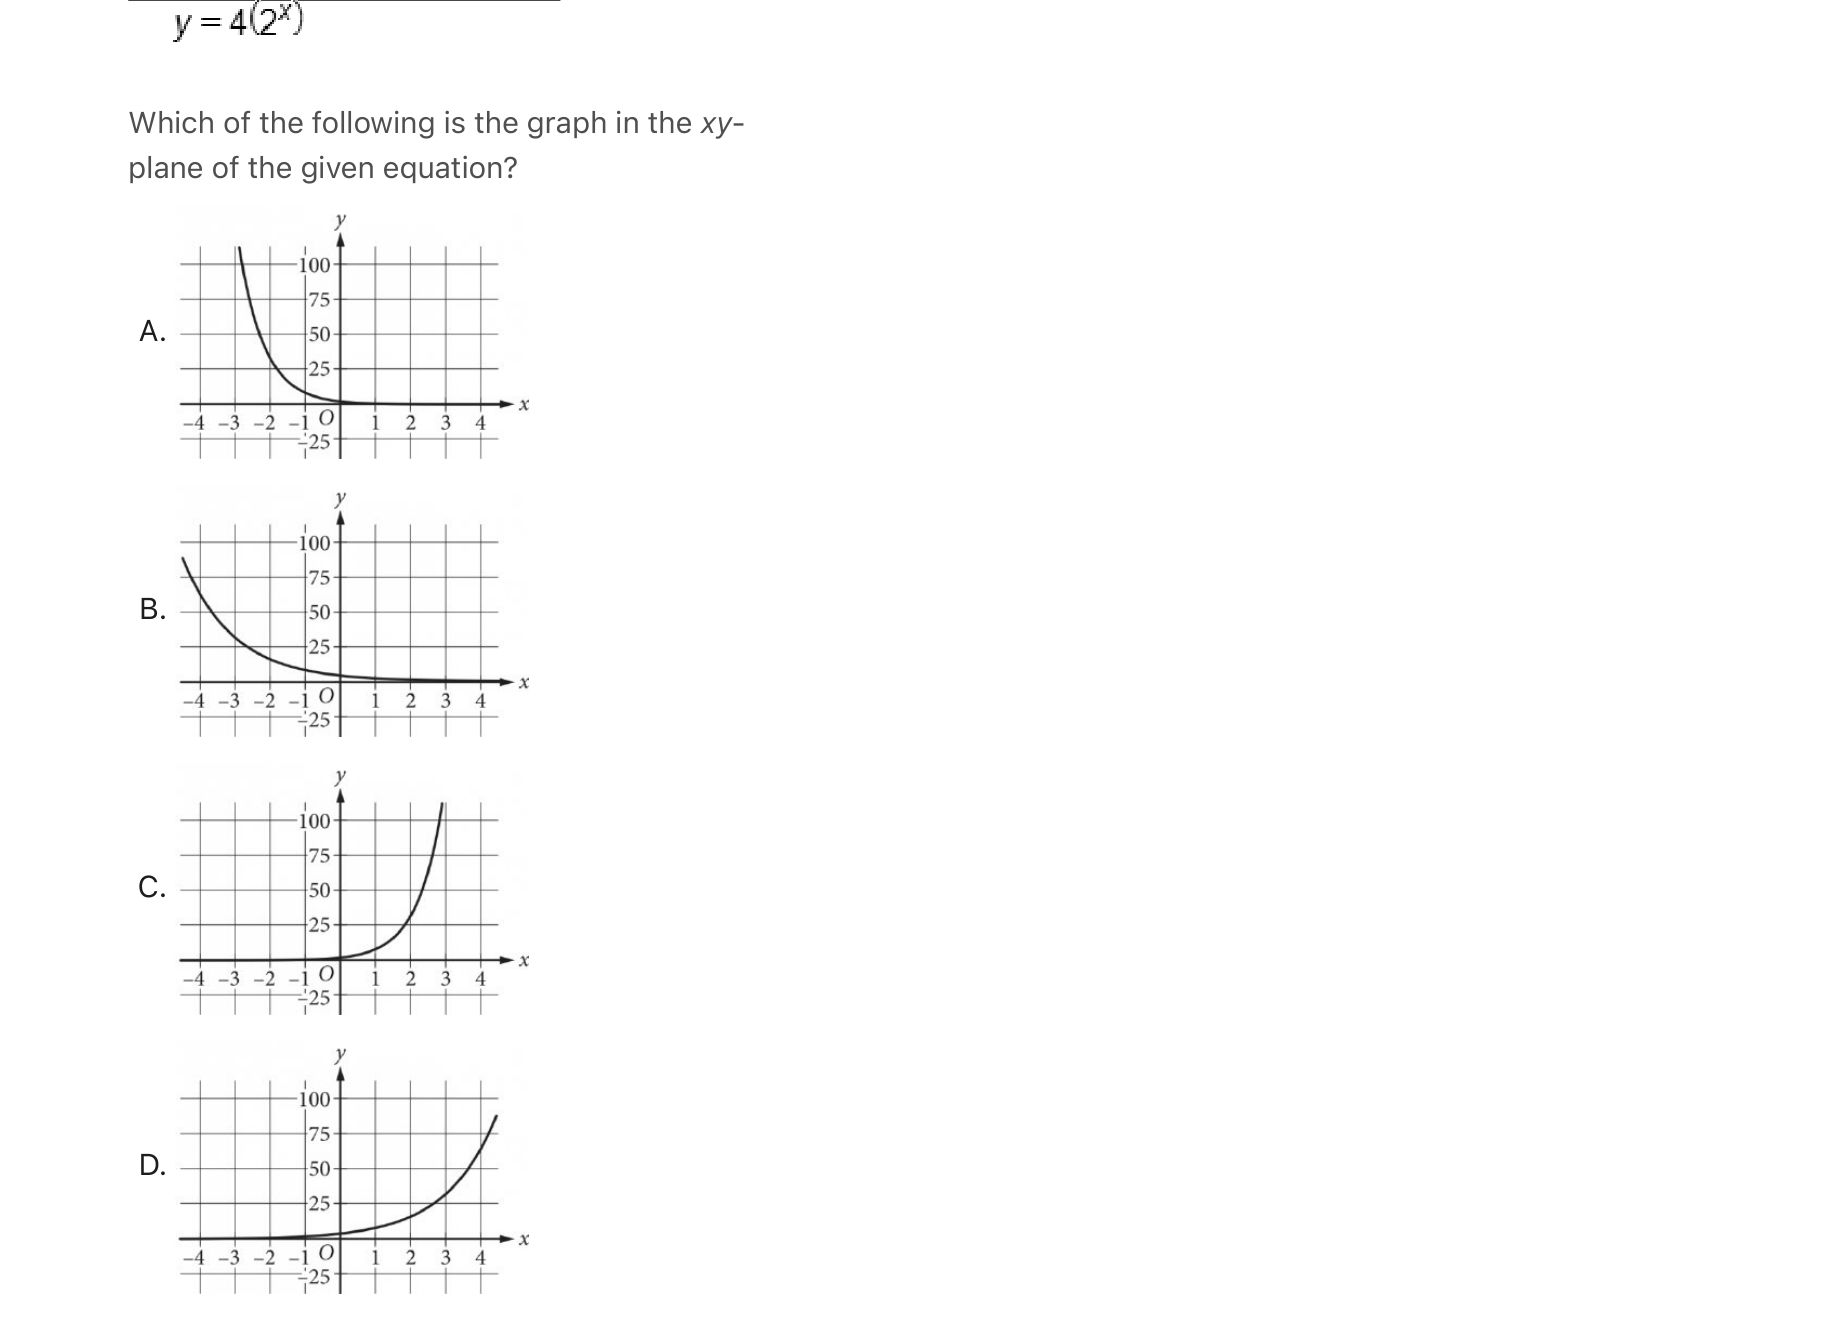 y = 4(2ˣ)
Which of the following is the graph in the xy-
plane of the given equation?
y
100
75
A. 50
25
x
-4 -3 -2 -1 O 1 2 3 4
-25
y
100
75
B. 50
25
x
-4 -3 -2 -1 O 1 2 3 4
-25
y
100
75
C. 50
25
x
-4 -3 -2 -1 O 1 2 3 4
-25
y
100
75
D. 50
25
x
-4 -3 -2 -1 O 1 2 3 4
-25